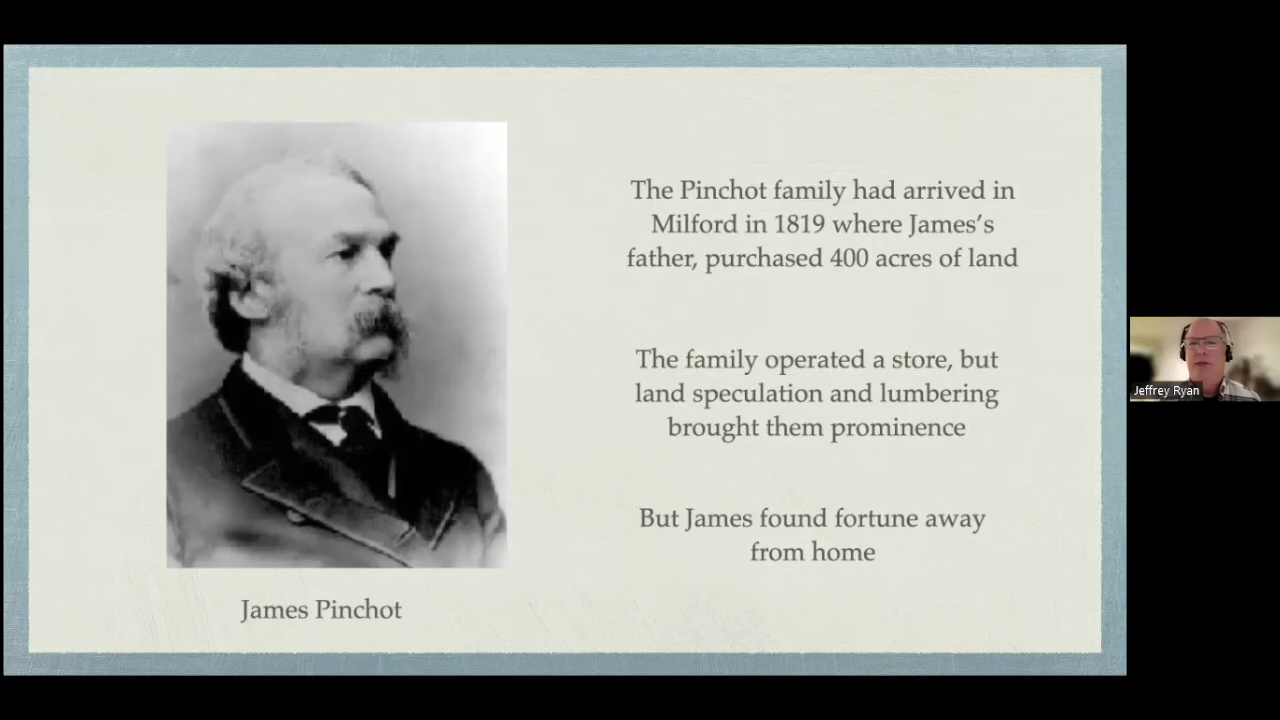 The Pinchot family had arrived in
Milford in 1819 where James’s
father, purchased 400 acres of land
The family operated a store, but
land speculation and lumbering
brought them prominence
But James found fortune away
from home
James Pinchot
Jeffrey Ryan